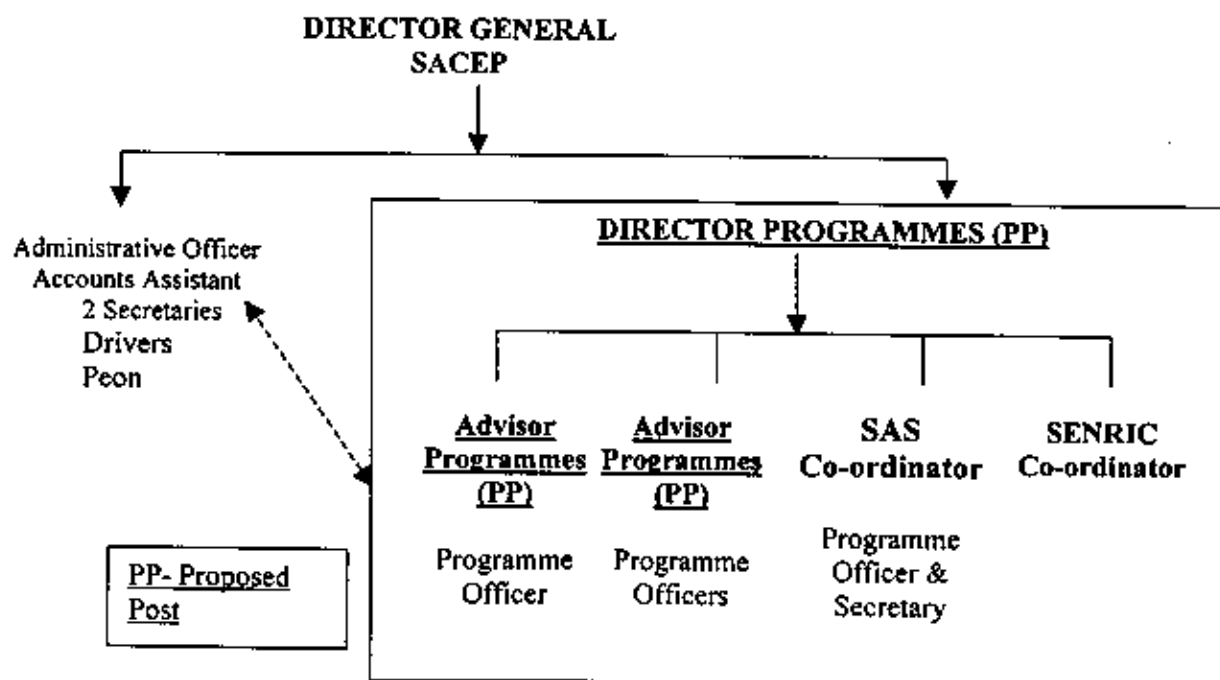 DIRECTOR GENERAL
SACEP
Administrative Officer
Accounts Assistant
2 Secretaries
Drivers
Peon
DIRECTOR PROGRAMMES (PP)
Advisor
Programmes
(PP)
Programme
Officer
Advisor
Programmes
(PP)
Programme
Officers
SAS
Co-ordinator
Programme
Officer &
Secretary
SENRIC
Co-ordinator
PP- Proposed
Post